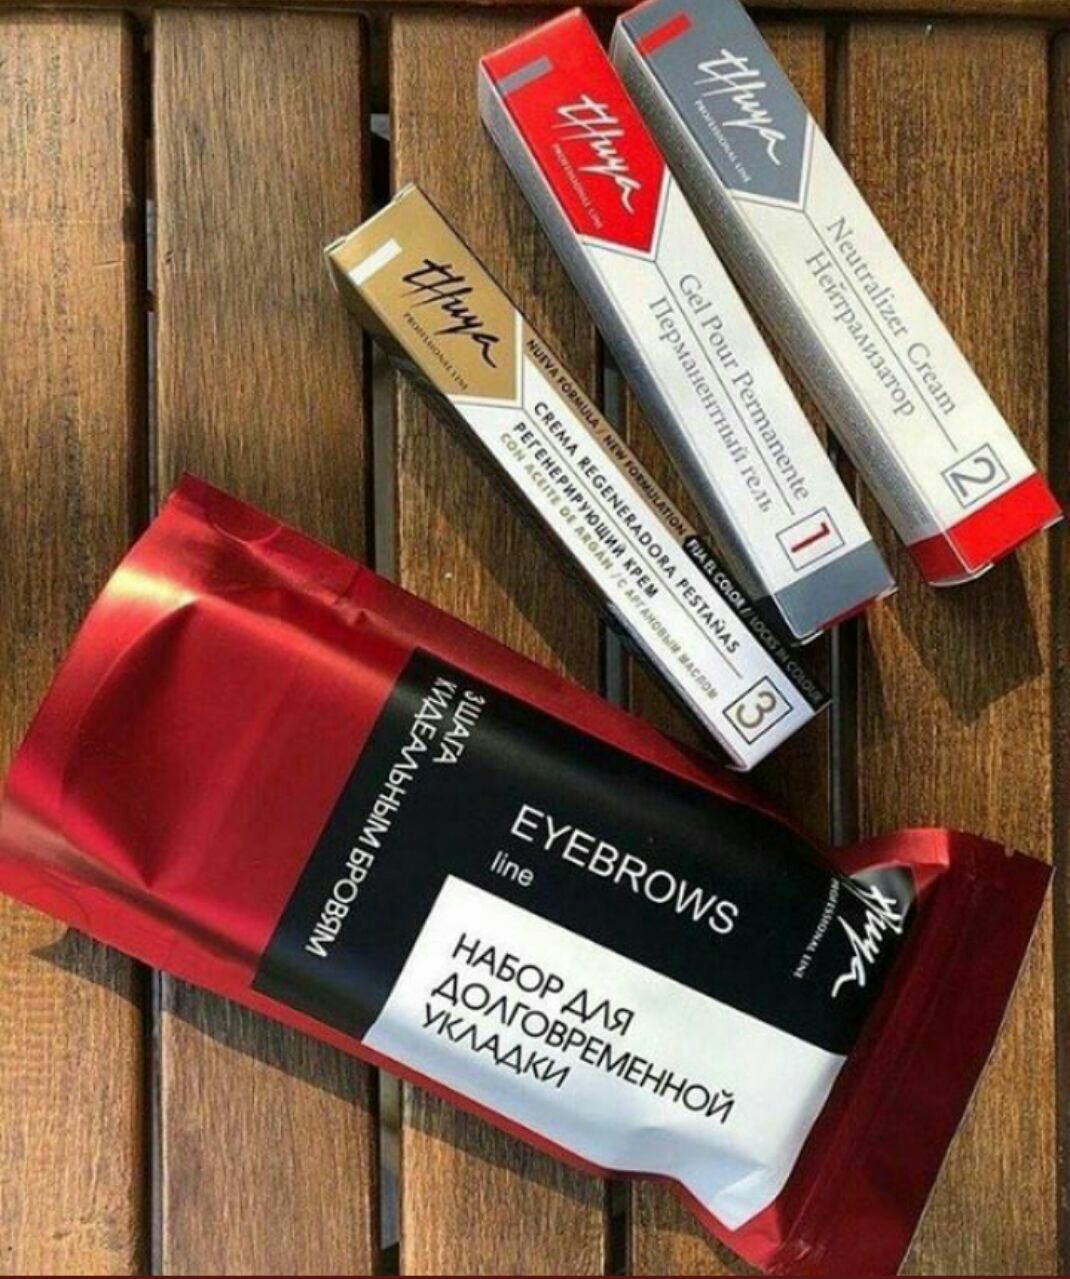 tHuya
PROFESSIONAL LINE
Neutralizer Cream
Нейтрализатор
2
tHuya
PROFESSIONAL LINE
Gel Pour Permanente
Перманентный гель
1
tHuya
PROFESSIONAL LINE
NUEVA FÓRMULA / NEW FORMULATION FIJA EL COLOR / LOCKS IN COLOUR
CREMA REGENERADORA PESTAÑAS
РЕГЕНЕРИРУЮЩИЙ КРЕМ
CON ACEITE DE ARGÁN / С АРГАНОВЫМ МАСЛОМ
3
3 ШАГА
К ИДЕАЛЬНЫМ БРОВЯМ
EYEBROWS
line
НАБОР ДЛЯ
ДОЛГОВРЕМЕННОЙ
УКЛАДКИ
tHuya
PROFESSIONAL LINE